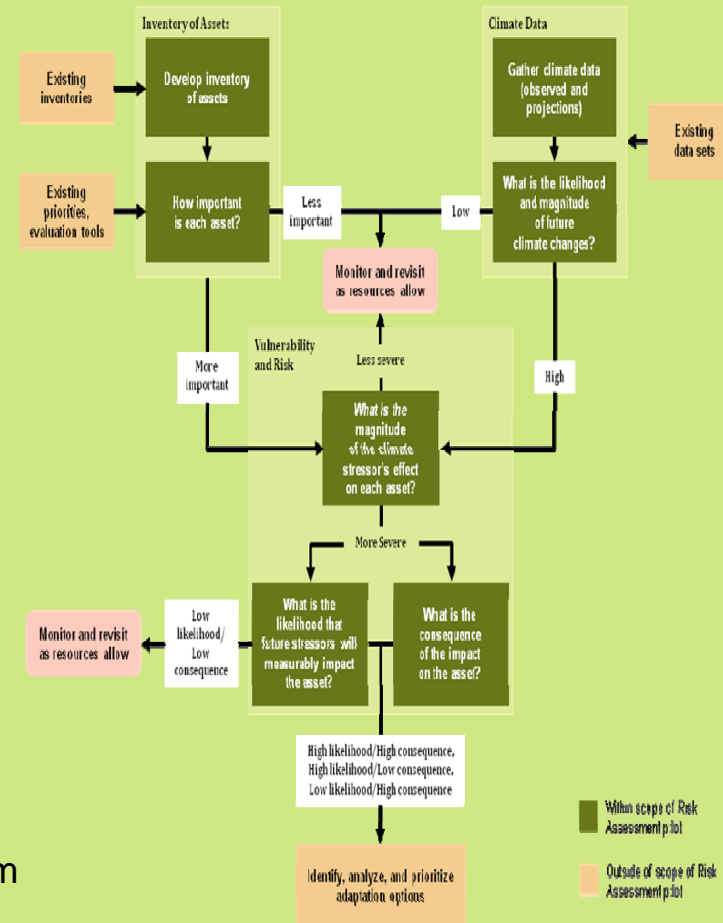 Inventory of Assets
Climate Data
Existing
inventories
Develop inventory
of assets
Gather climate data
(observed and
projections)
Existing
data sets
Existing
priorities,
evaluation tools
How important
is each asset?
Less
important
Low
What is the likelihood
and magnitude
of future
climate changes?
Monitor and revisit
as resources allow
Vulnerability
and Risk
Less severe
More
important
High
What is the
magnitude
of the climate
stressor's effect
on each asset?
More Severe
Monitor and revisit
as resources allow
Low
likelihood/
Low
consequence
What is the
likelihood that
future stressors will
measurably impact
the asset?
What is the
consequence
of the impact
on the asset?
High likelihood/High consequence,
High likelihood/Low consequence,
Low likelihood/High consequence
Within scope of Risk
Assessment pilot
Identify, analyze, and prioritize
adaptation options
Outside of scope of Risk
Assessment pilot